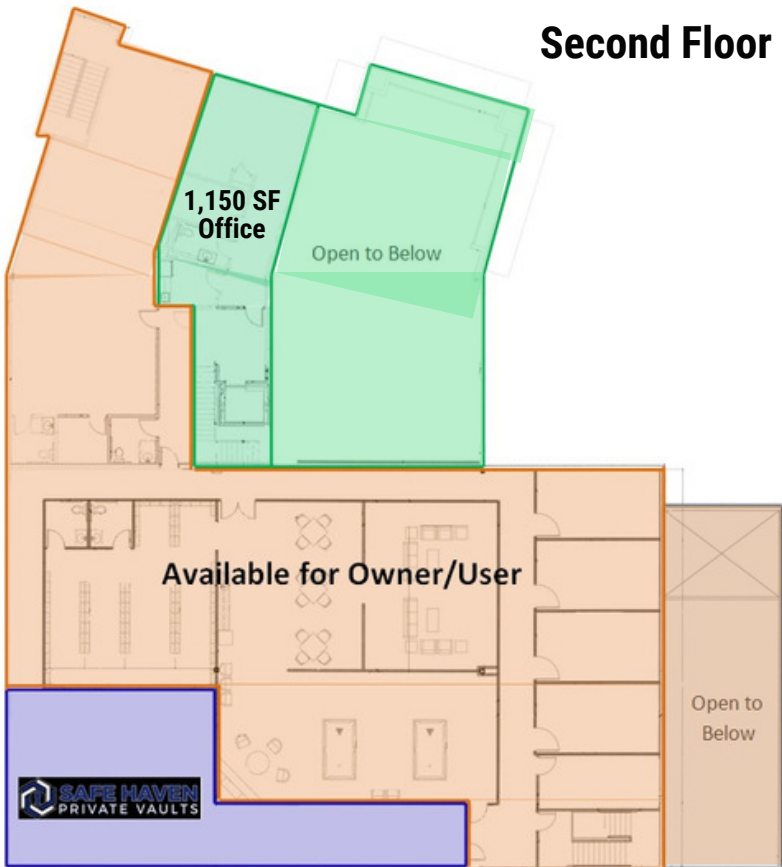 Second Floor
1,150 SF
Office
Open to Below
Available for Owner/User
Open to
Below
SAFE HAVEN
PRIVATE VAULTS